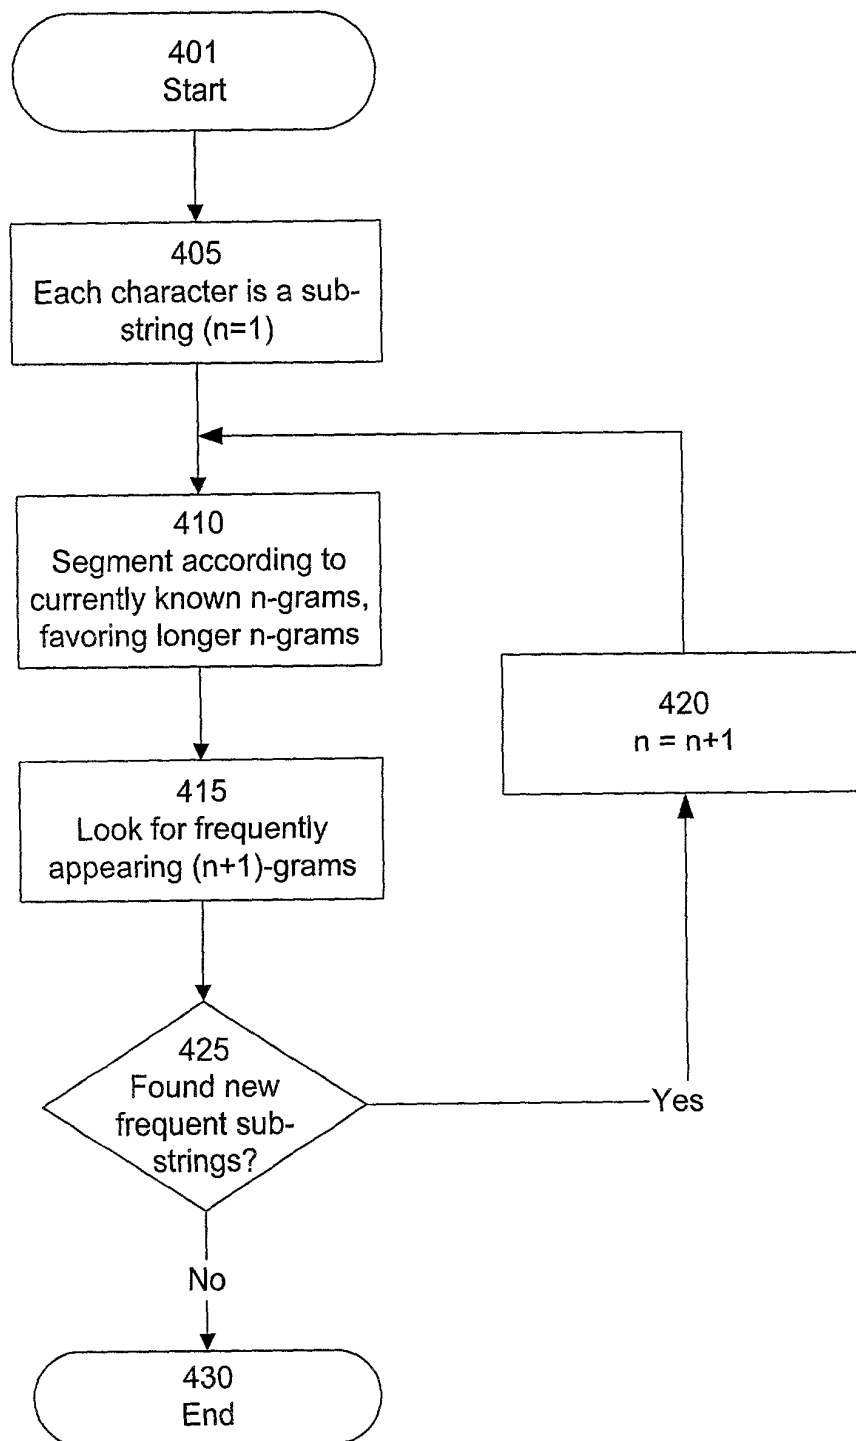 401
Start
405
Each character is a sub-
string (n=1)
410
Segment according to
currently known n-grams,
favoring longer n-grams
415
Look for frequently
appearing (n+1)-grams
420
n = n+1
425
Found new
frequent sub-
strings?
Yes
No
430
End